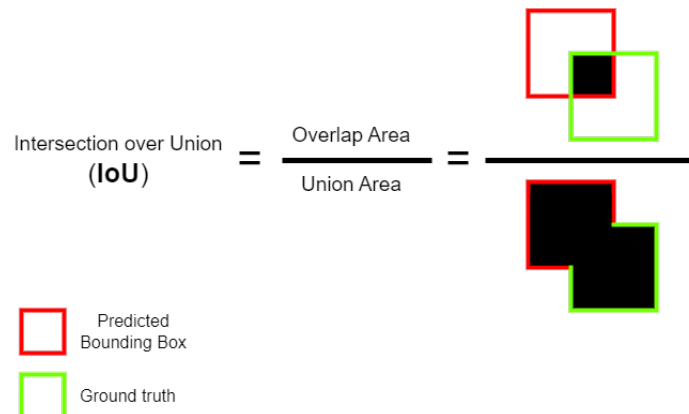 Intersection over Union
(IoU)
=
Overlap Area
Union Area
=
Predicted
Bounding Box
Ground truth